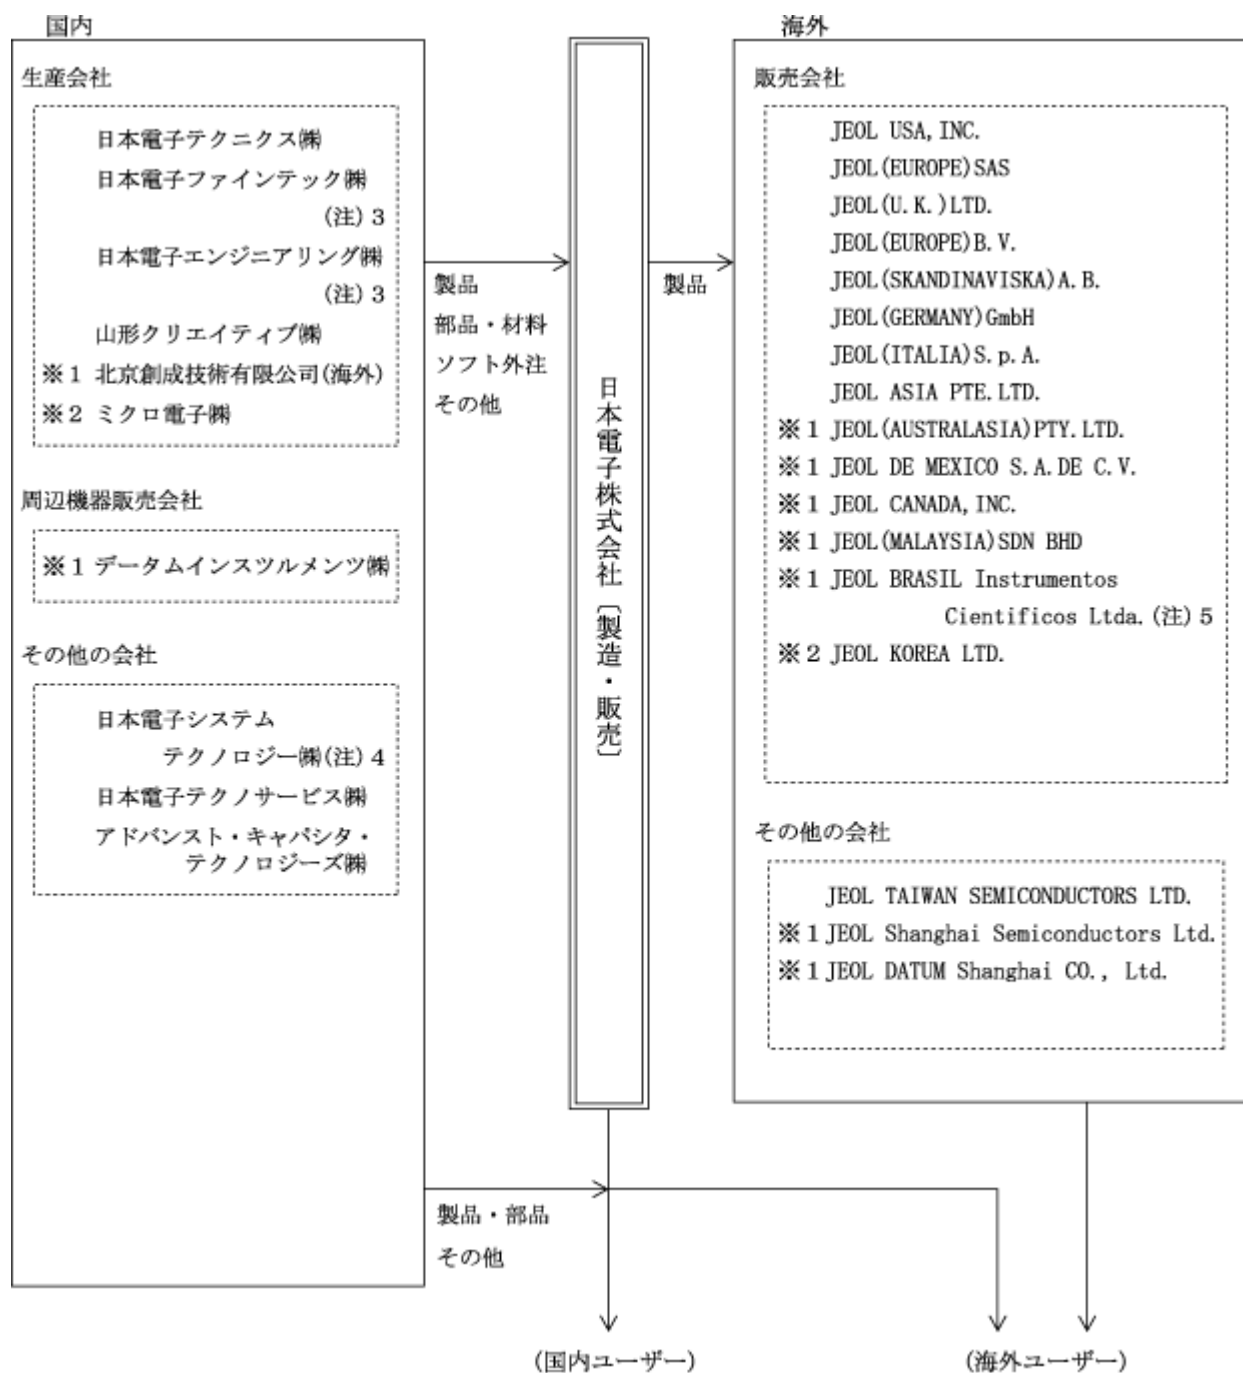 国内
生産会社
日本電子テクニクス㈱
日本電子ファインテック㈱
(注)３
日本電子エンジニアリング㈱
(注)３
山形クリエイティブ㈱
※１ 北京創成技術有限公司(海外)
※２ ミクロ電子㈱
周辺機器販売会社
※１ データムインスツルメンツ㈱
その他の会社
日本電子システム
テクノロジー㈱(注)４
日本電子テクノサービス㈱
アドバンスト・キャパシタ・
テクノロジーズ㈱
製品
部品・材料
ソフト外注
その他
日本電子株式会社〔製造・販売〕
製品
海外
販売会社
JEOL USA,INC.
JEOL(EUROPE)SAS
JEOL(U.K.)LTD.
JEOL(EUROPE)B.V.
JEOL(SKANDINAVISKA)A.B.
JEOL(GERMANY)GmbH
JEOL(ITALIA)S.p.A.
JEOL ASIA PTE.LTD.
※１ JEOL(AUSTRALASIA)PTY.LTD.
※１ JEOL DE MEXICO S.A.DE C.V.
※１ JEOL CANADA,INC.
※１ JEOL(MALAYSIA)SDN BHD
※１ JEOL BRASIL Instrumentos
Cientificos Ltda.(注)５
※２ JEOL KOREA LTD.
その他の会社
JEOL TAIWAN SEMICONDUCTORS LTD.
※１ JEOL Shanghai Semiconductors Ltd.
※１ JEOL DATUM Shanghai CO., Ltd.
製品・部品
その他
(国内ユーザー)
(海外ユーザー)